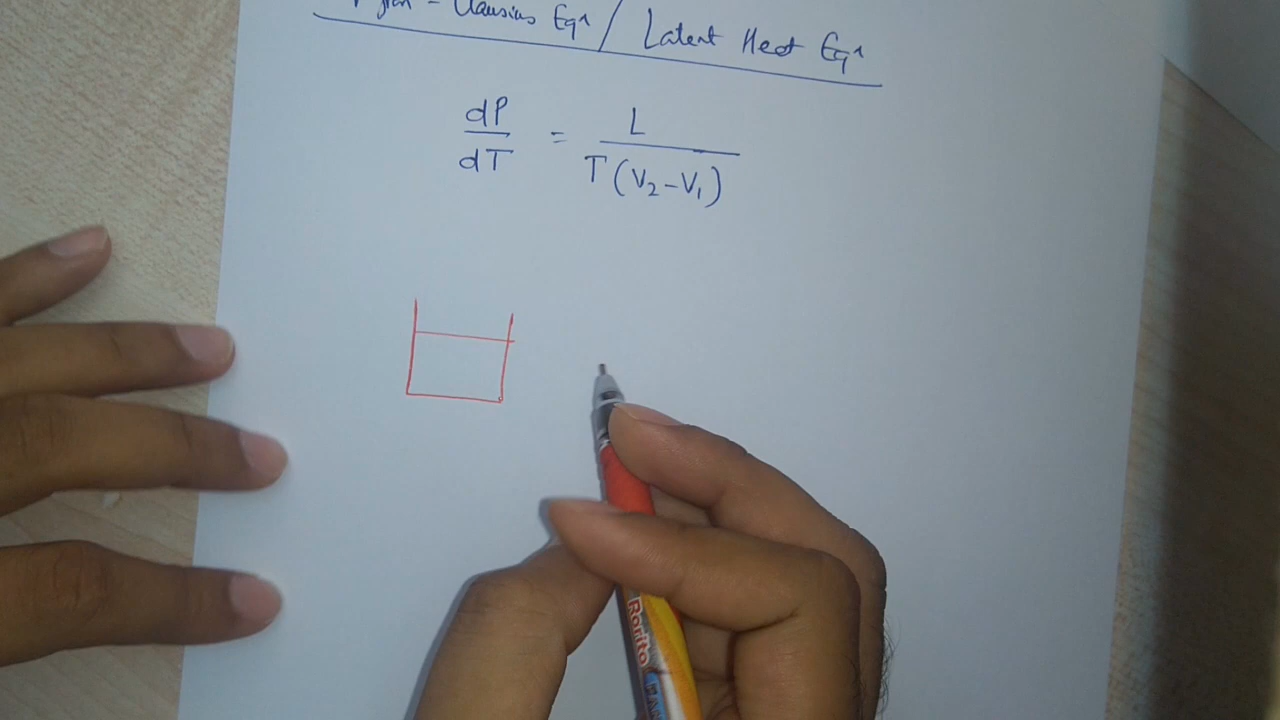 Clausius Eqⁿ / Latent Heat Eqⁿ
dP/dT = L/T(V₂-V₁)
Rorito